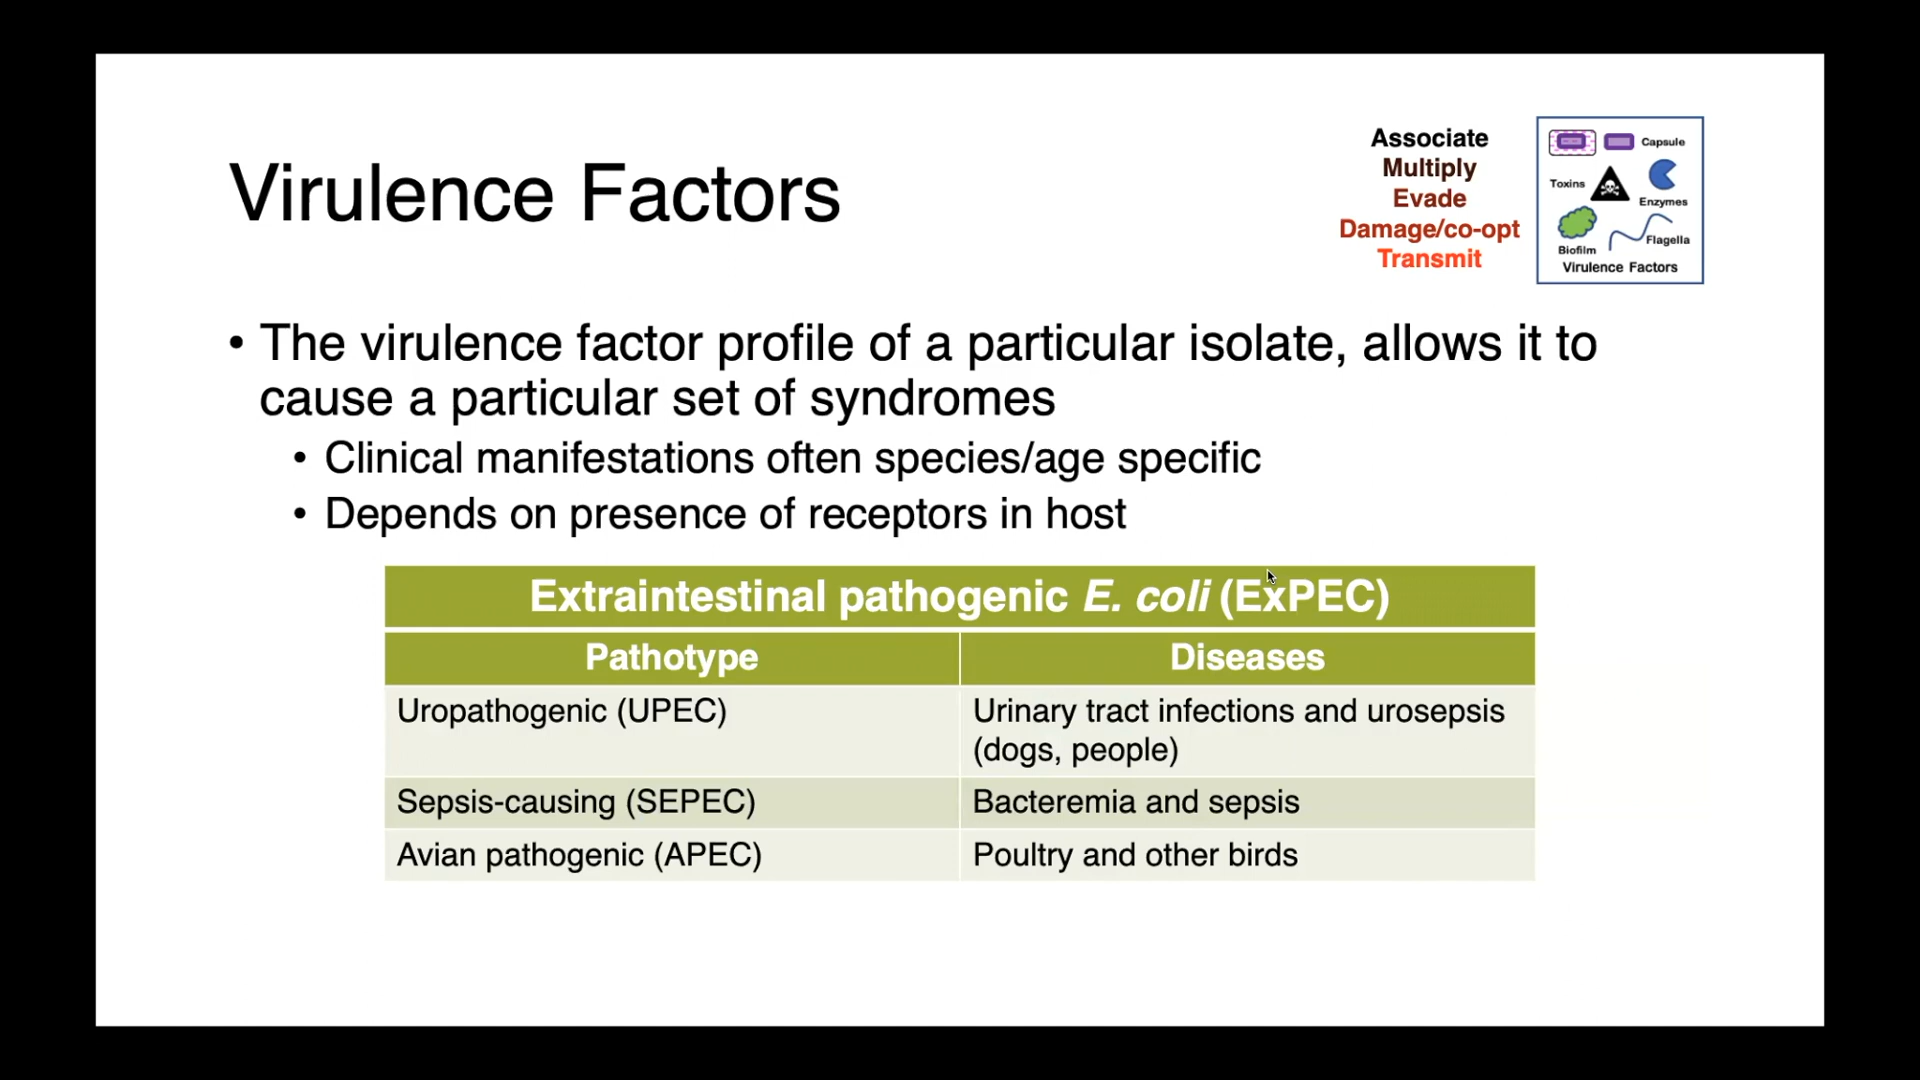 Virulence Factors
Associate
Multiply
Evade
Damage/co-opt
Transmit
Capsule
Toxins
Enzymes
Biofilm
Flagella
Virulence Factors
• The virulence factor profile of a particular isolate, allows it to
cause a particular set of syndromes
• Clinical manifestations often species/age specific
• Depends on presence of receptors in host
Extraintestinal pathogenic E. coli (ExPEC)
Pathotype
Diseases
Uropathogenic (UPEC)
Urinary tract infections and urosepsis
(dogs, people)
Sepsis-causing (SEPEC)
Bacteremia and sepsis
Avian pathogenic (APEC)
Poultry and other birds